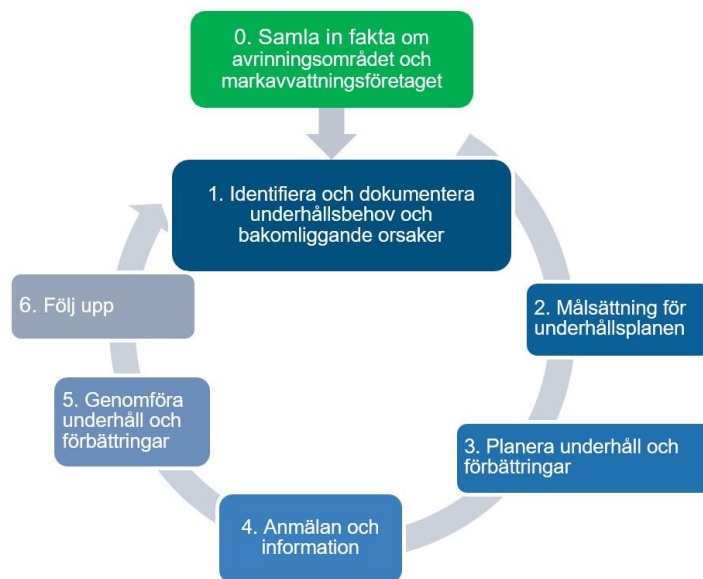 0. Samla in fakta om
avrinningsområdet och
markavvattningsföretaget
1. Identifiera och dokumentera
underhållsbehov och
bakomliggande orsaker
2. Målsättning för
underhållsplanen
3. Planera underhåll och
förbättringar
4. Anmälan och
information
5. Genomföra
underhåll och
förbättringar
6. Följ upp